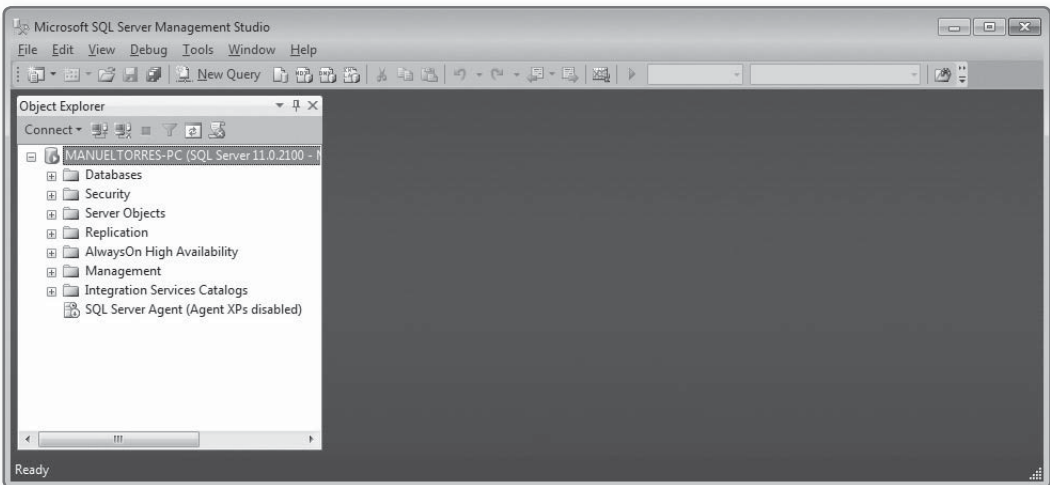 Microsoft SQL Server Management Studio
File Edit View Debug Tools Window Help
New Query
Object Explorer
Connect
MANUELTORRES-PC (SQL Server 11.0.2100 -
Databases
Security
Server Objects
Replication
AlwaysOn High Availability
Management
Integration Services Catalogs
SQL Server Agent (Agent XPs disabled)
Ready